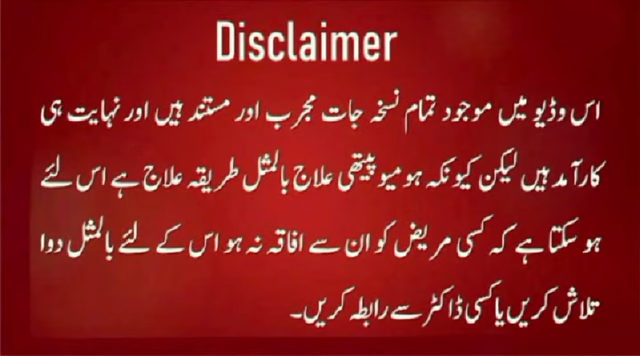 Disclaimer
اس وڈیو میں موجود تمام نسخہ جات مجرب اور مستند ہیں اور نہایت ہی
کارآمد ہیں لیکن کیونکہ ہومیوپیتھی علاج بالمثل طریقہ علاج ہے اس لئے
ہو سکتا ہے کہ کسی مریض کو ان سے افاقہ نہ ہو اس کے لئے بالمثل دوا
تلاش کریں یا کسی ڈاکٹر سے رابطہ کریں۔